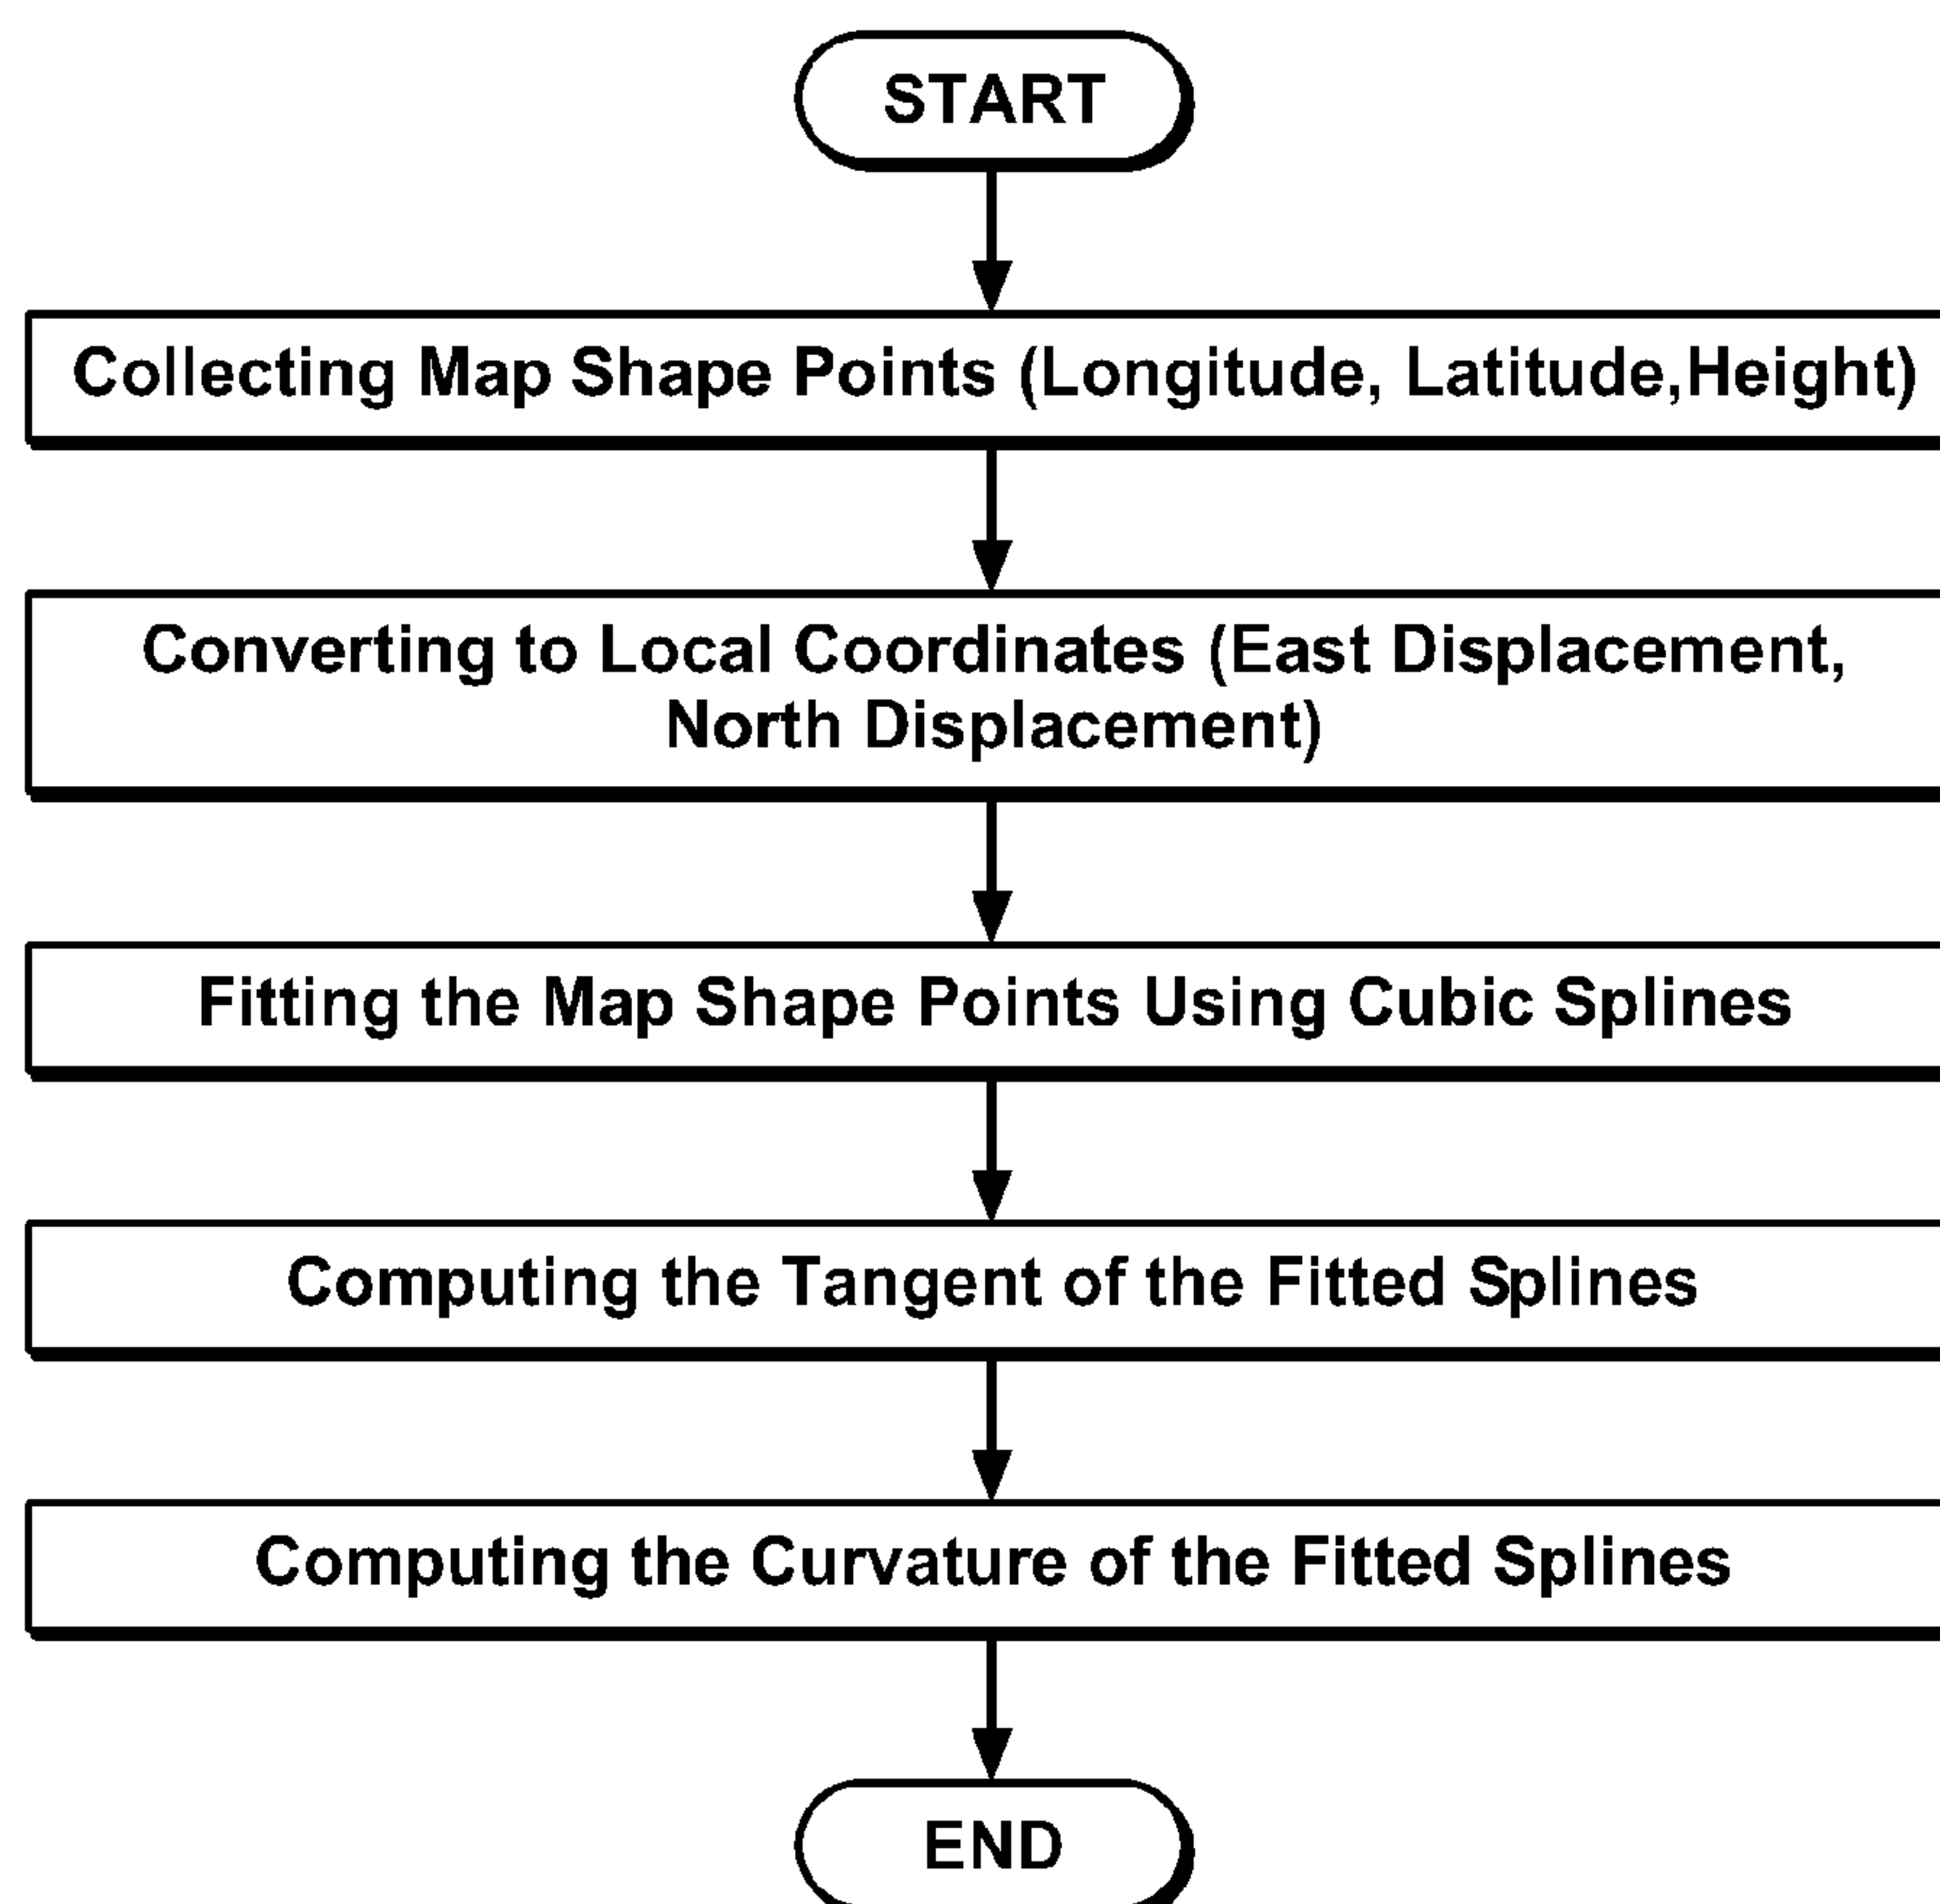 START
Collecting Map Shape Points (Longitude, Latitude,Height)
Converting to Local Coordinates (East Displacement,
North Displacement)
Fitting the Map Shape Points Using Cubic Splines
Computing the Tangent of the Fitted Splines
Computing the Curvature of the Fitted Splines
END